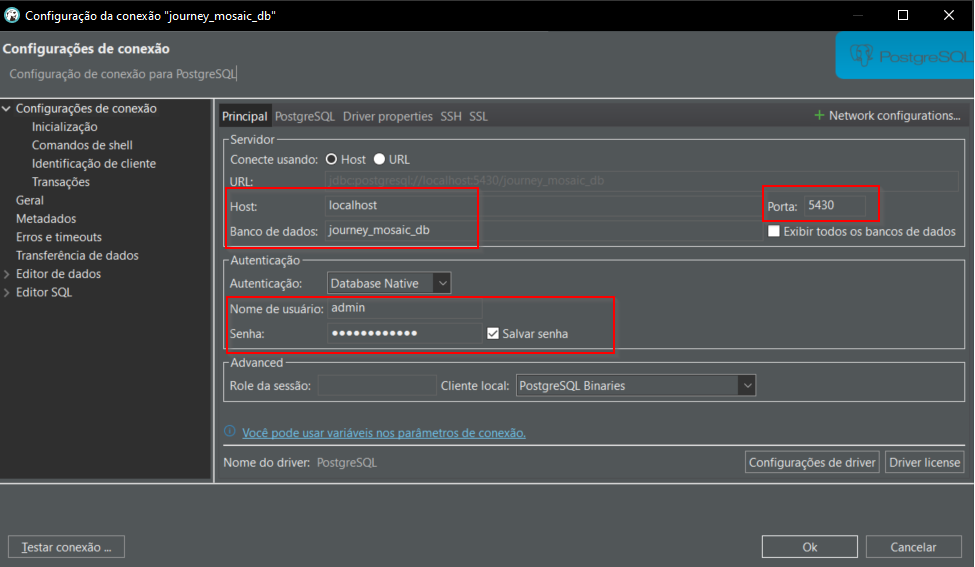 Configuração da conexão "journey_mosaic_db"
Configurações de conexão
Configuração de conexão para PostgreSQL
PostgreSQL
Configurações de conexão
Inicialização
Comandos de shell
Identificação de cliente
Transações
Geral
Metadados
Erros e timeouts
Transferência de dados
Editor de dados
Editor SQL
Principal PostgreSQL Driver properties SSH SSL
Network configurations...
Servidor
Conecte usando: Host URL
URL: jdbc:postgresql://localhost:5430/journey_mosaic_db
Host: localhost Porta: 5430
Banco de dados: journey_mosaic_db Exibir todos os bancos de dados
Autenticação
Autenticação: Database Native
Nome de usuário: admin
Senha: •••••••••••• Salvar senha
Advanced
Role da sessão: Cliente local: PostgreSQL Binaries
Você pode usar variáveis nos parâmetros de conexão.
Nome do driver: PostgreSQL Configurações de driver Driver license
Testar conexão ... Ok Cancelar